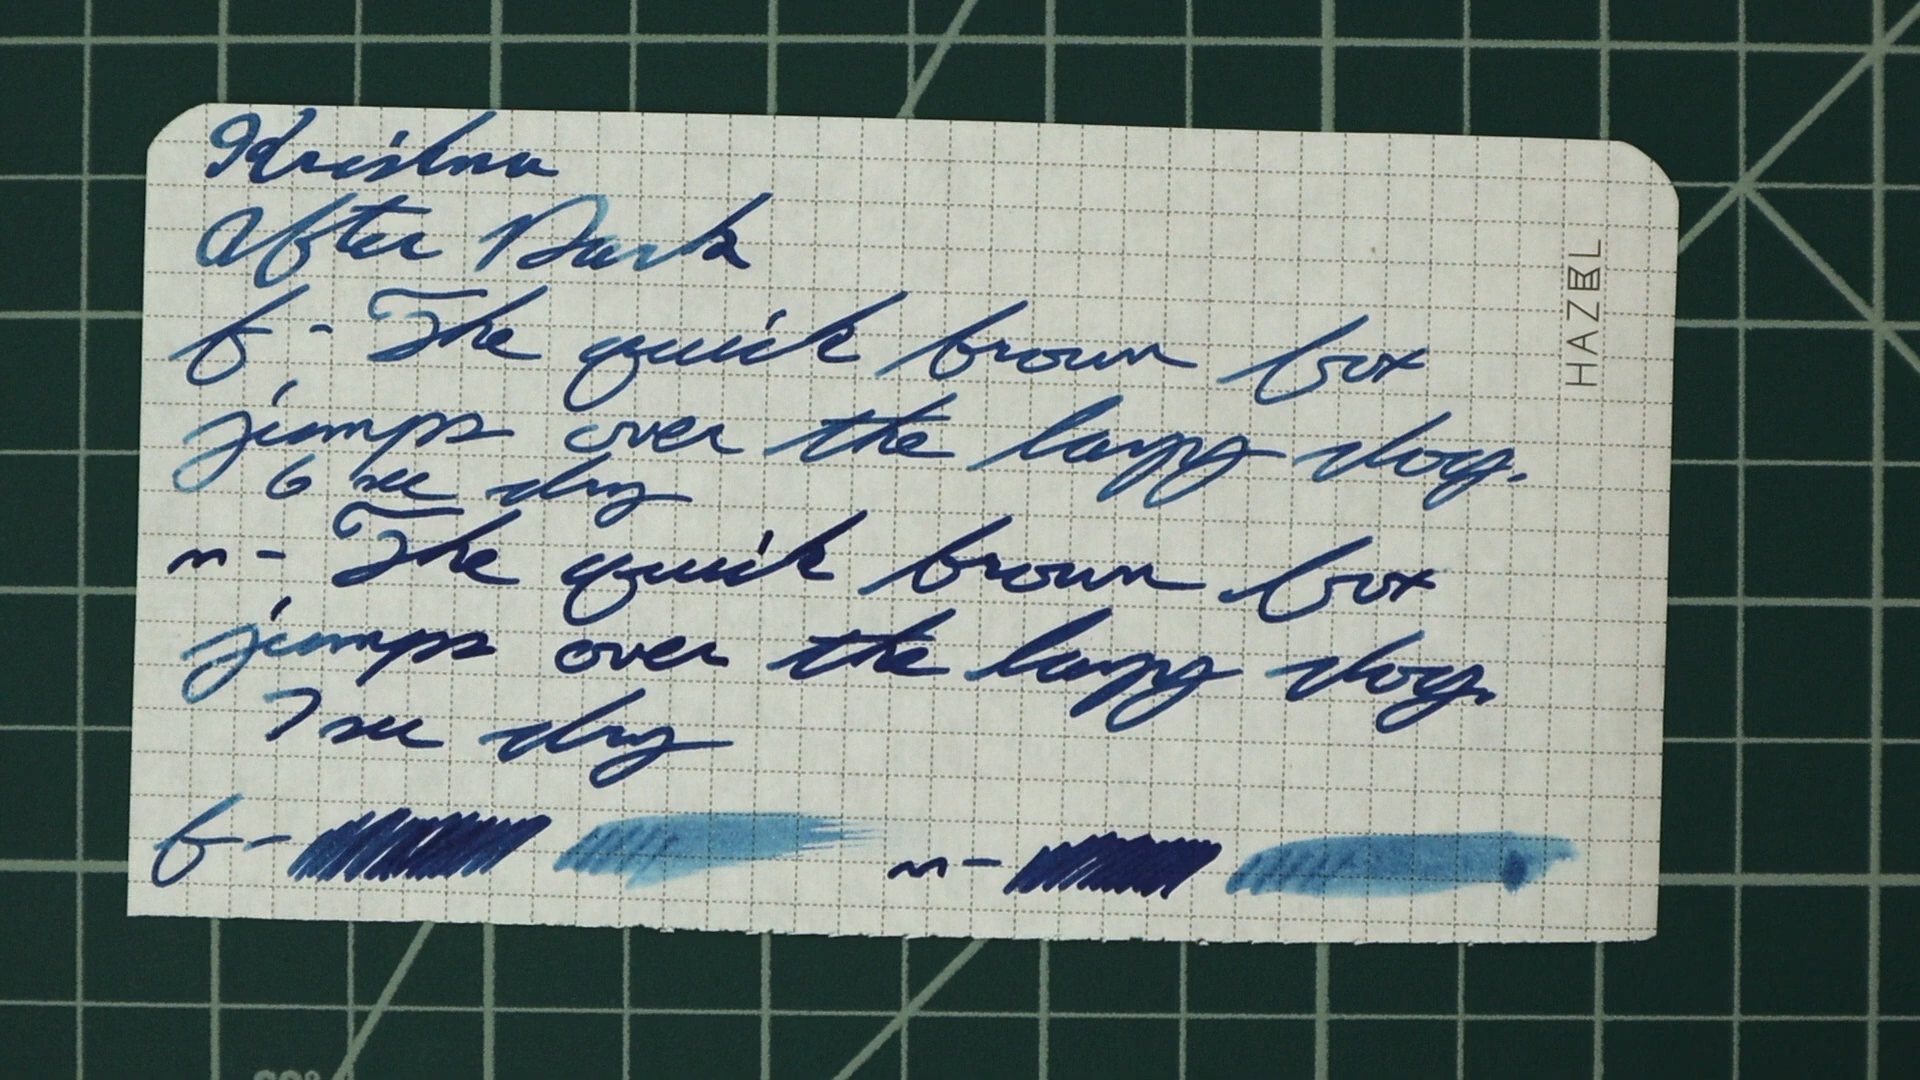 Krishna
After Dark
f - The quick brown fox
jumps over the lazy dog.
6 sec dry
m - The quick brown fox
jumps over the lazy dog.
7 sec dry
f - m -
HAZEL